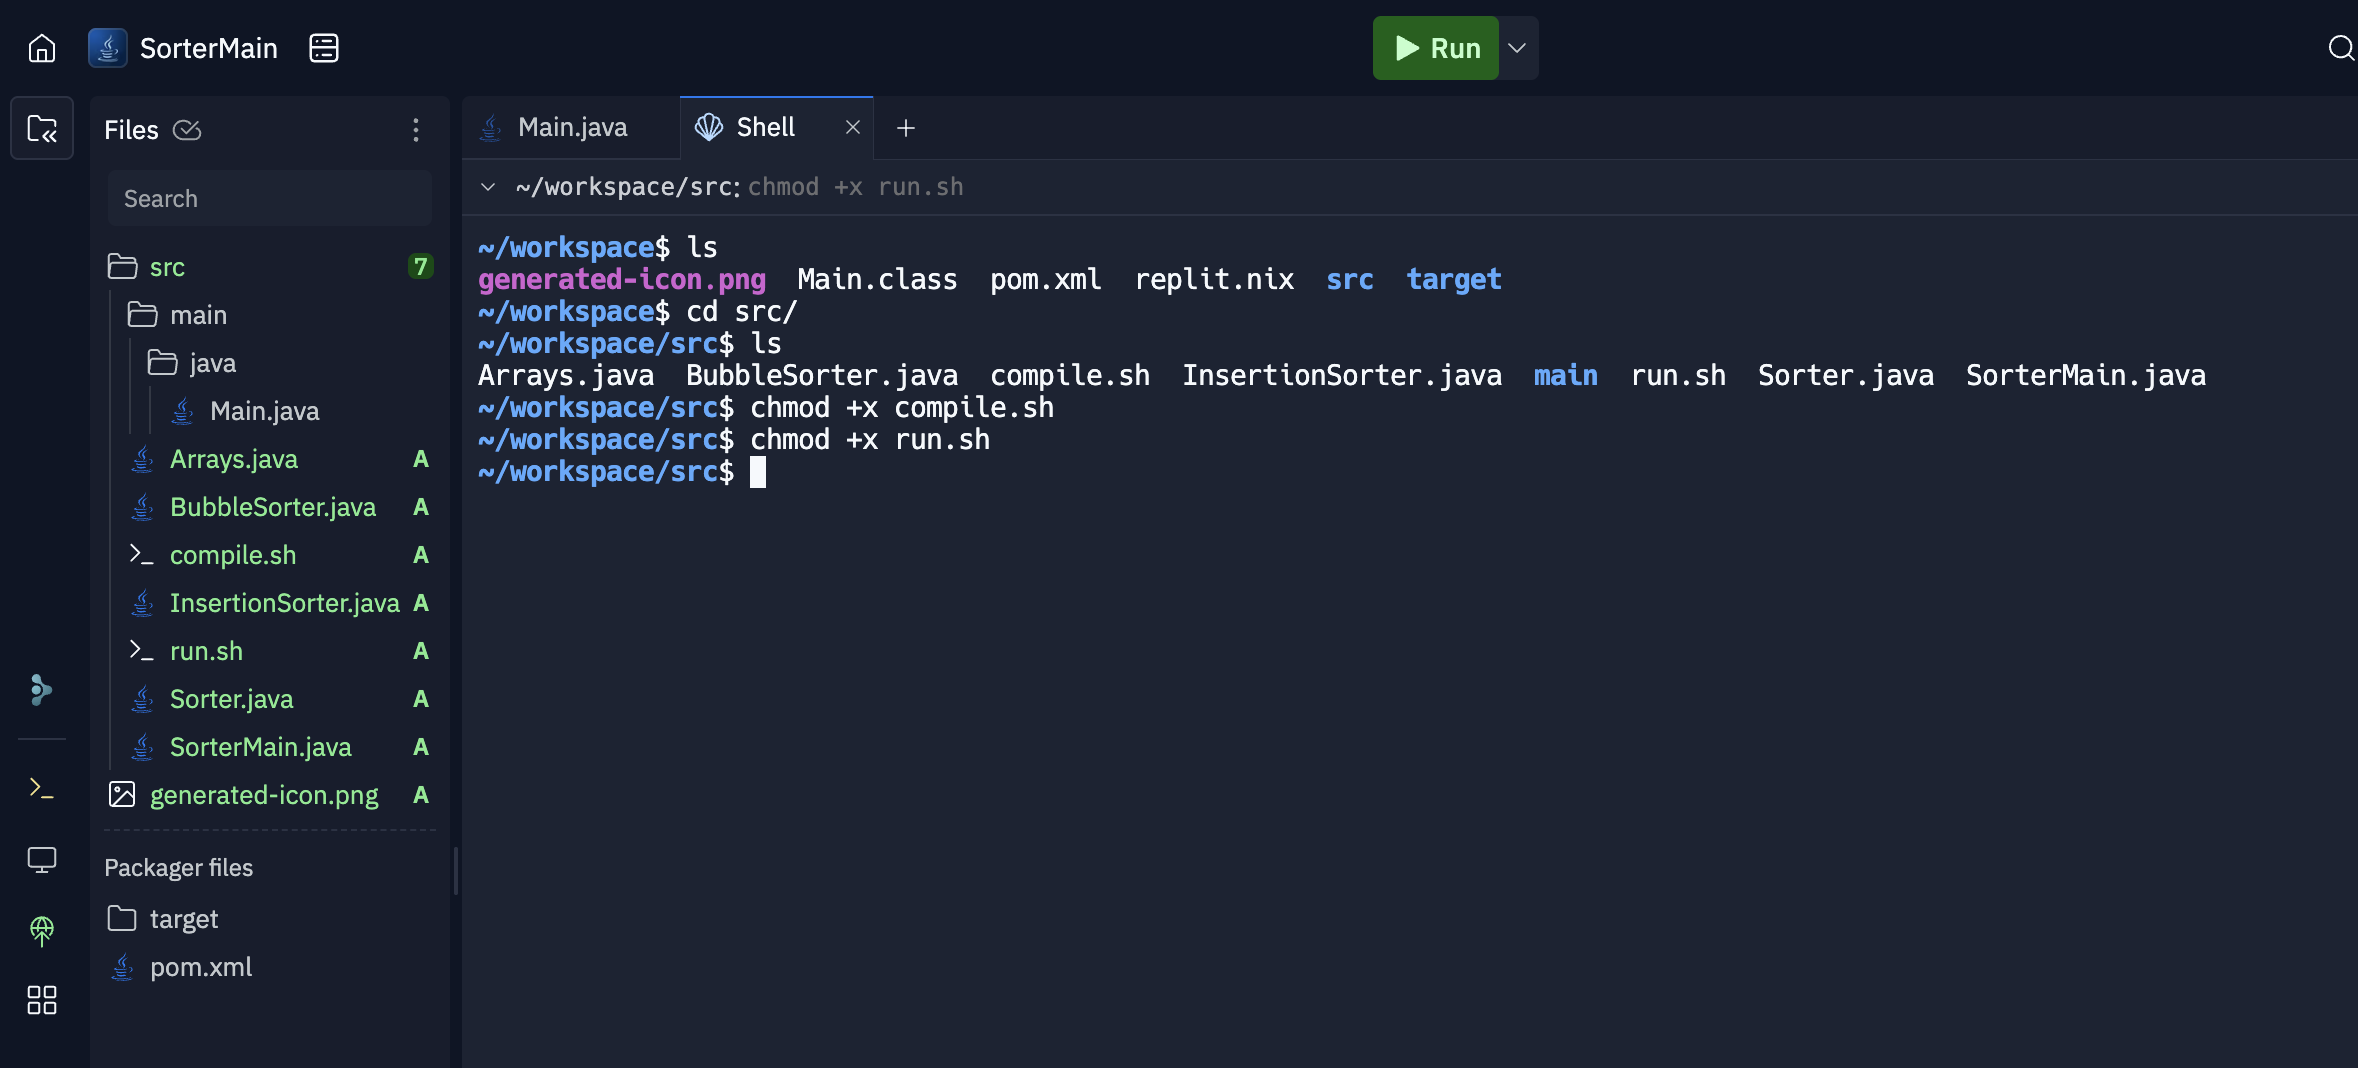 SorterMain
Run
Files
Main.java
Shell
Search
~/workspace/src: chmod +x run.sh
src 7
main
java
Main.java
Arrays.java A
BubbleSorter.java A
compile.sh A
InsertionSorter.java A
run.sh A
Sorter.java A
SorterMain.java A
generated-icon.png A
Packager files
target
pom.xml
~/workspace$ ls
generated-icon.png Main.class pom.xml replit.nix src target
~/workspace$ cd src/
~/workspace/src$ ls
Arrays.java BubbleSorter.java compile.sh InsertionSorter.java main run.sh Sorter.java SorterMain.java
~/workspace/src$ chmod +x compile.sh
~/workspace/src$ chmod +x run.sh
~/workspace/src$